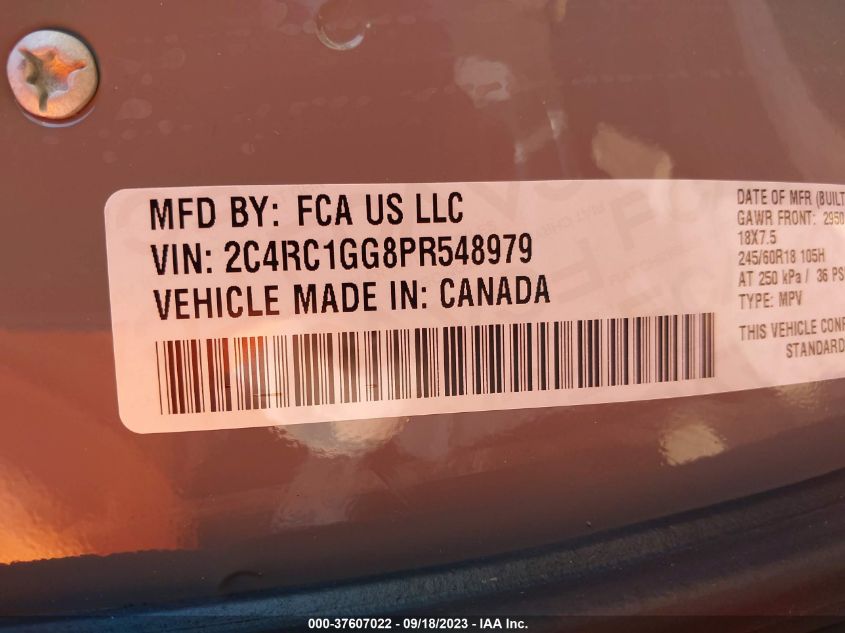 MFD BY: FCA US LLC
VIN: 2C4RC1GG8PR548979
VEHICLE MADE IN: CANADA
DATE OF MFR (BUILT
GAWR FRONT: 2950
18X7.5
245/60R18 105H
AT 250 kPa / 36 PS
TYPE: MPV
THIS VEHICLE CONF
STANDARD
000-37607022 - 09/18/2023 - IAA Inc.